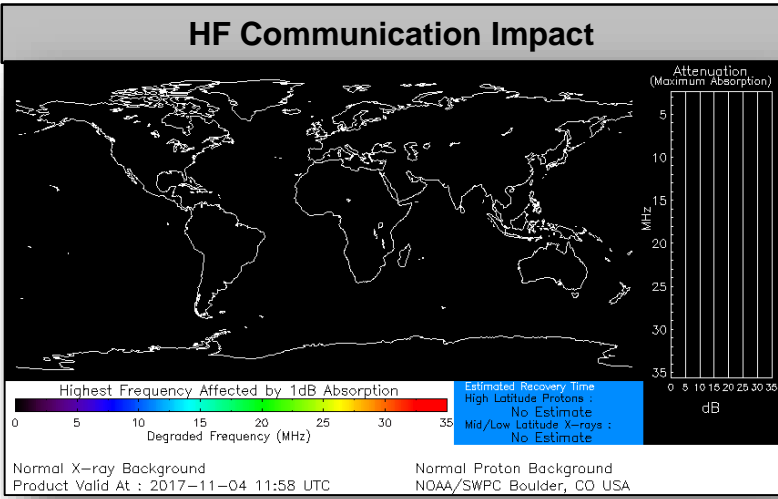 HF Communication Impact
Attenuation
(Maximum Absorption)
5
10
15
20
25
30
35
MHz
0 5 10 15 20 25 30 35
dB
Highest Frequency Affected by 1dB Absorption
0 5 10 15 20 25 30 35
Degraded Frequency (MHz)
Estimated Recovery Time
High Latitude Protons :
No Estimate
Mid/Low Latitude X-rays :
No Estimate
Normal X-ray Background
Product Valid At : 2017-11-04 11:58 UTC
Normal Proton Background
NOAA/SWPC Boulder, CO USA